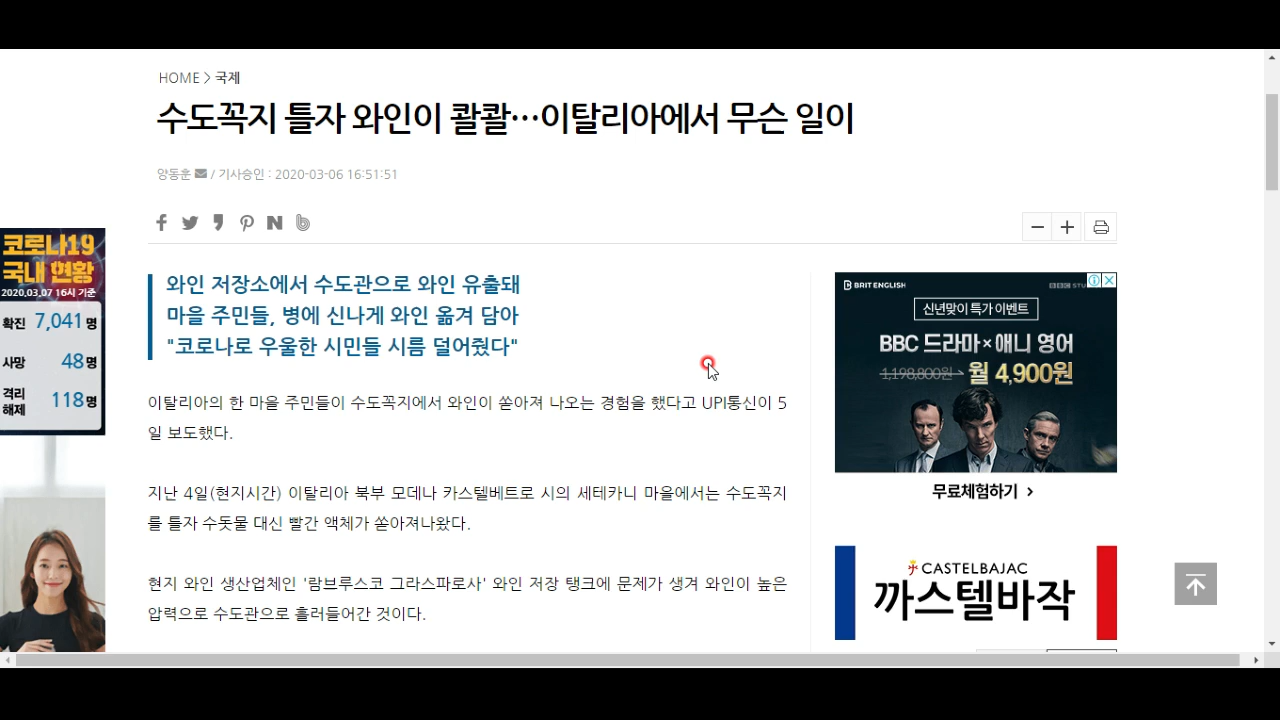 HOME > 국제
수도꼭지 틀자 와인이 콸콸…이탈리아에서 무슨 일이
양동훈 / 기사승인 : 2020-03-06 16:51:51
와인 저장소에서 수도관으로 와인 유출돼
마을 주민들, 병에 신나게 와인 옮겨 담아
"코로나로 우울한 시민들 시름 덜어줬다"
이탈리아의 한 마을 주민들이 수도꼭지에서 와인이 쏟아져 나오는 경험을 했다고 UPI통신이 5
일 보도했다.
지난 4일(현지시간) 이탈리아 북부 모데나 카스텔베트로 시의 세테카니 마을에서는 수도꼭지
를 틀자 수돗물 대신 빨간 액체가 쏟아져나왔다.
현지 와인 생산업체인 '람브루스코 그라스파로사' 와인 저장 탱크에 문제가 생겨 와인이 높은
압력으로 수도관으로 흘러들어간 것이다.
코로나19
국내 현황
2020.03.07 16시 기준
확진 7,041명
사망 48명
격리
해제 118명
BRIT ENGLISH
BBC STU
신년맞이 특가 이벤트
BBC 드라마×애니 영어
1,198,800원→ 월 4,900원
무료체험하기 >
CASTELBAJAC
까스텔바작